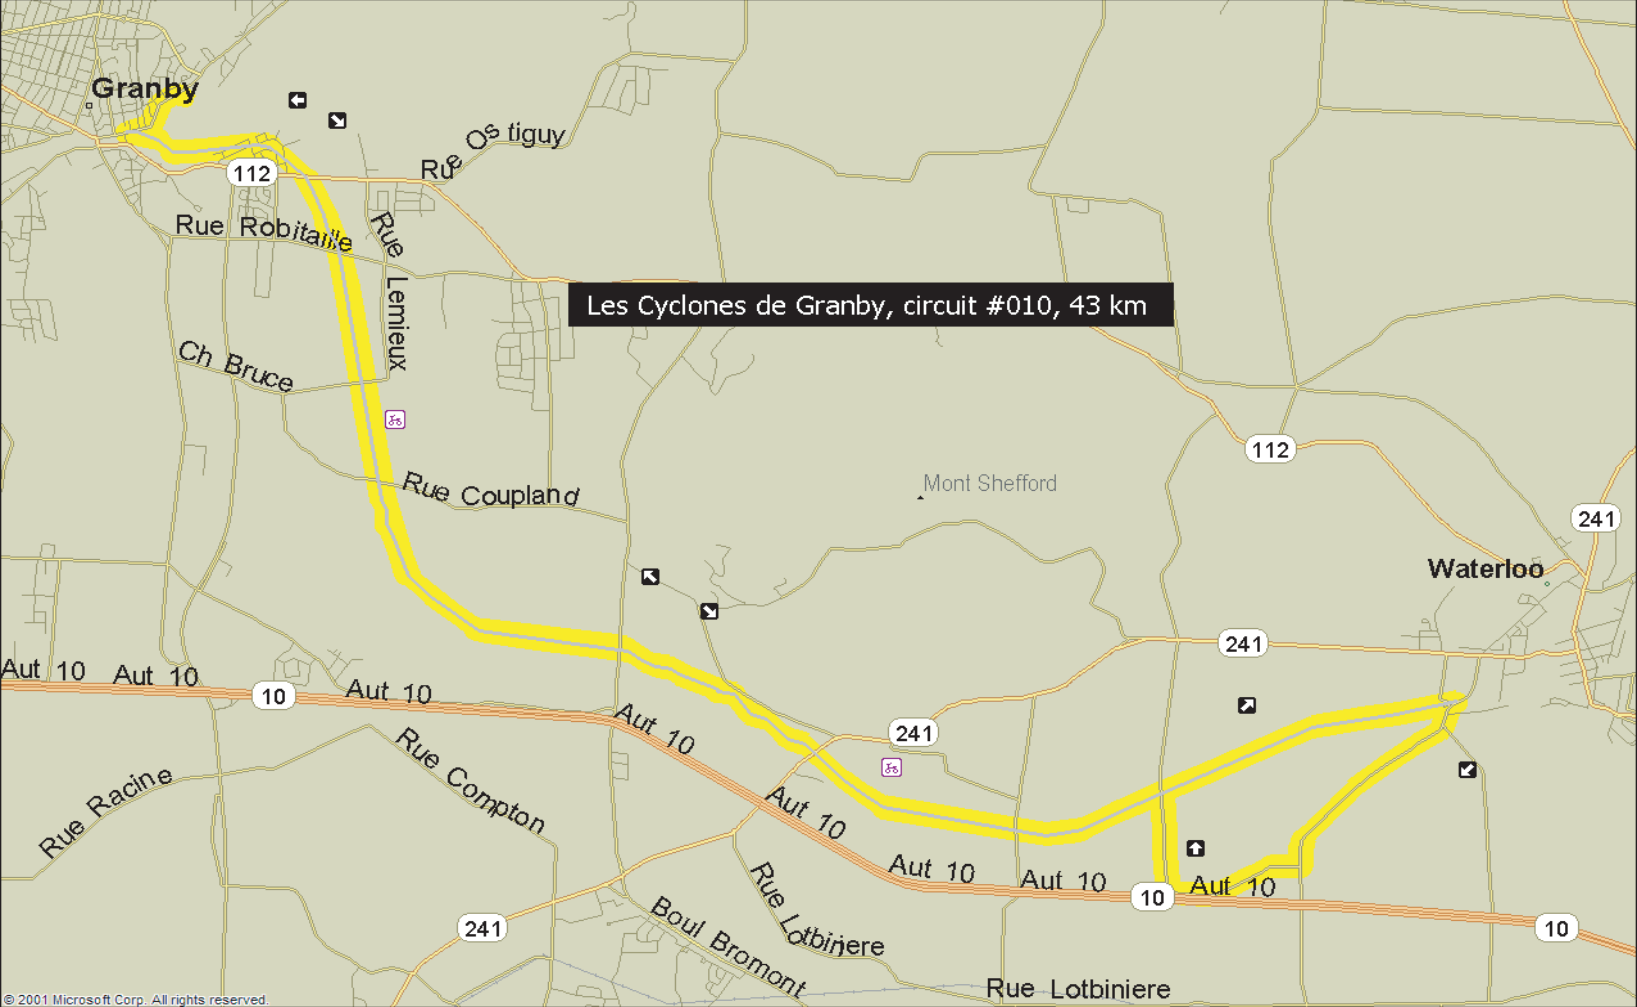 Granby
Rue Ostiguy
112
Rue Robitaille
Rue Lemieux
Les Cyclones de Granby, circuit #010, 43 km
Ch Bruce
112
Rue Coupland
Mont Shefford
241
Waterloo
241
Aut 10
Aut 10
10
Aut 10
Aut 10
241
Rue Compton
Rue Racine
Aut 10
Aut 10
Aut 10
10
Aut 10
Rue Lotbiniere
241
Boul Bromont
10
Rue Lotbiniere
© 2001 Microsoft Corp. All rights reserved.